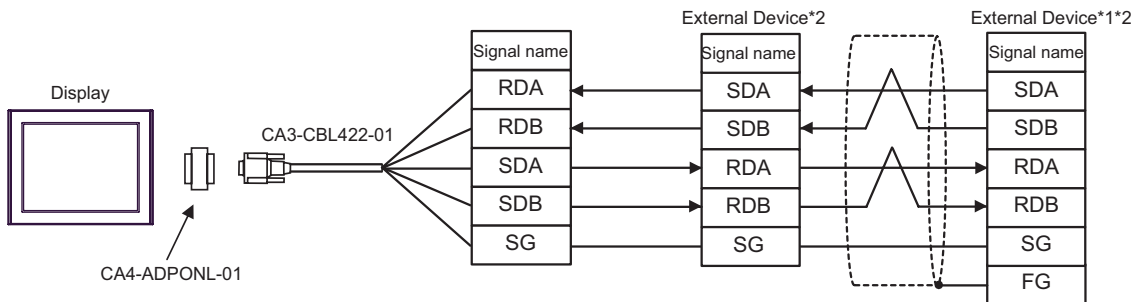 External Device*2
External Device*1*2
Signal name
Signal name
Signal name
Display
CA3-CBL422-01
CA4-ADPONL-01
RDA
SDA
SDA
RDB
SDB
SDB
SDA
RDA
RDA
SDB
RDB
RDB
SG
SG
SG
FG